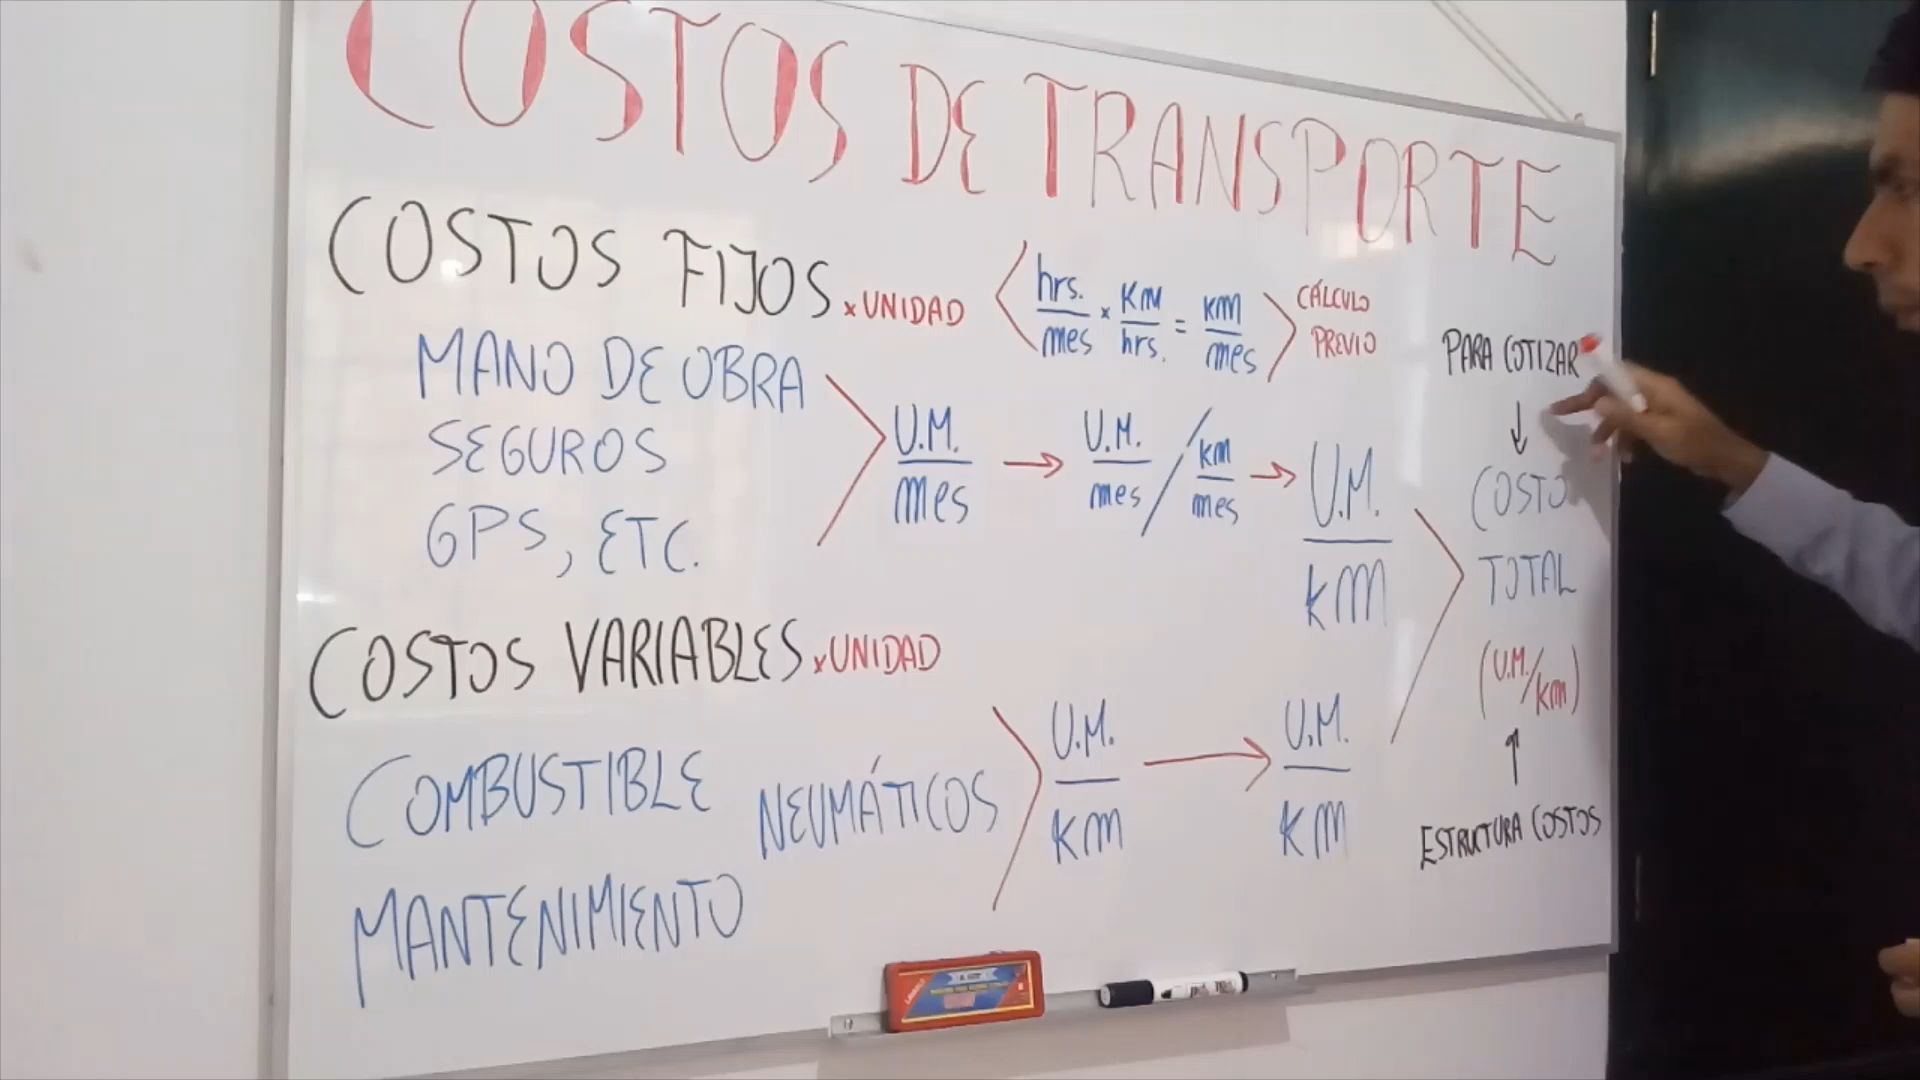 COSTOS DE TRANSPORTE
COSTOS FIJOS × UNIDAD
MANO DE OBRA
SEGUROS
GPS, ETC.
hrs./mes × KM/hrs. = KM/mes
CÁLCULO
PREVIO
U.M./mes → U.M./mes / km/mes → U.M./km
COSTOS VARIABLES × UNIDAD
COMBUSTIBLE NEUMÁTICOS
MANTENIMIENTO
U.M./km → U.M./km
PARA COTIZAR
↓
COSTO
TOTAL
(U.M./km)
↑
ESTRUCTURA COSTOS